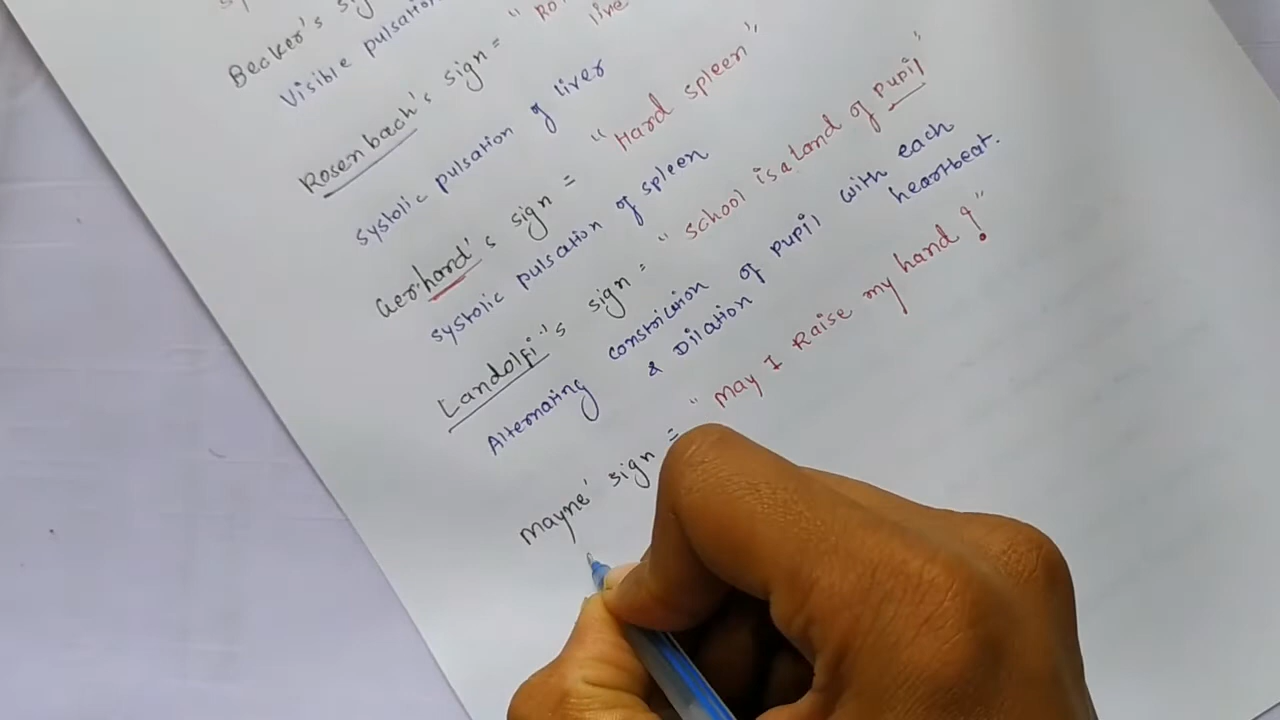 Becker's sig
Visible pulsation
live
Rosenbach's sign =
systolic pulsation of liver
Gerhard's sign = "Hard spleen"
systolic pulsation of spleen
Landolfi's sign = "school is a Land of pupil"
Alternating constriction of pupil with each
& Dilation heartbeat.
mayne' sign = "may I Raise my hand !"